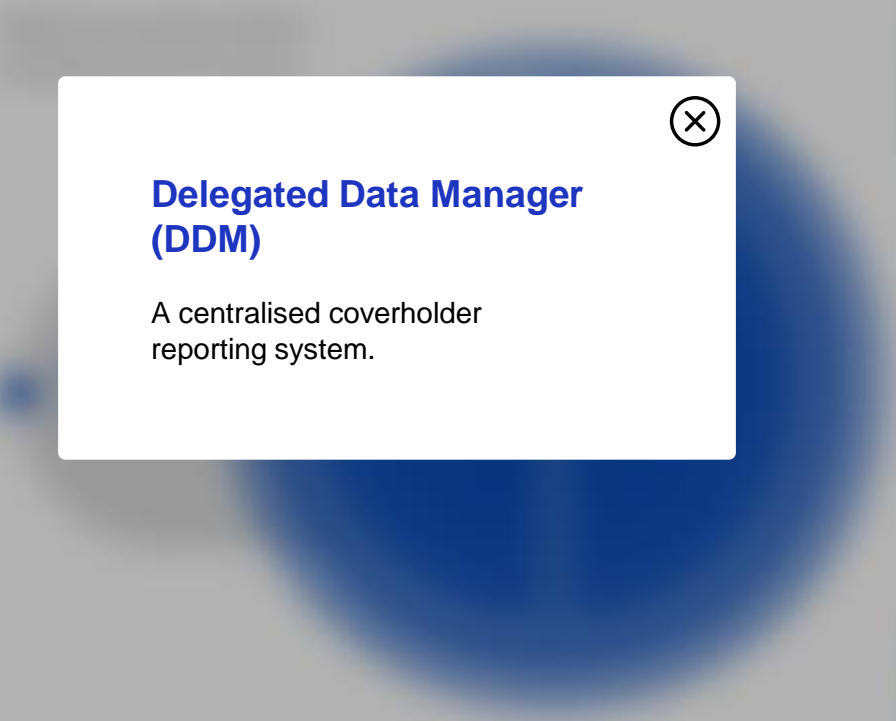 Delegated Data Manager
(DDM)
A centralised coverholder
reporting system.